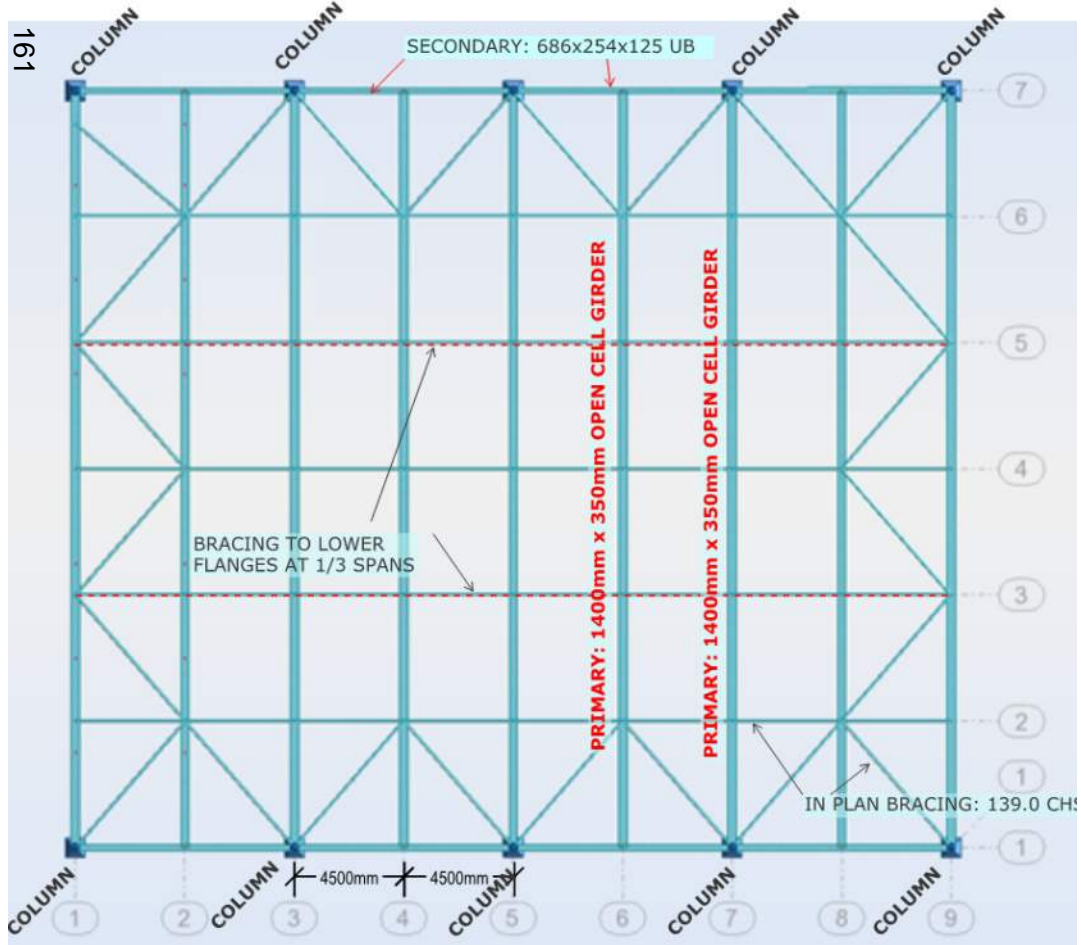 161
COLUMN
COLUMN
COLUMN
COLUMN
SECONDARY: 686x254x125 UB
7
6
5
4
3
2
1
1
PRIMARY: 1400mm x 350mm OPEN CELL GIRDER
PRIMARY: 1400mm x 350mm OPEN CELL GIRDER
BRACING TO LOWER
FLANGES AT 1/3 SPANS
IN PLAN BRACING: 139.0 CHS
4500mm
4500mm
COLUMN
COLUMN
COLUMN
COLUMN
COLUMN
1
2
3
4
5
6
7
8
9